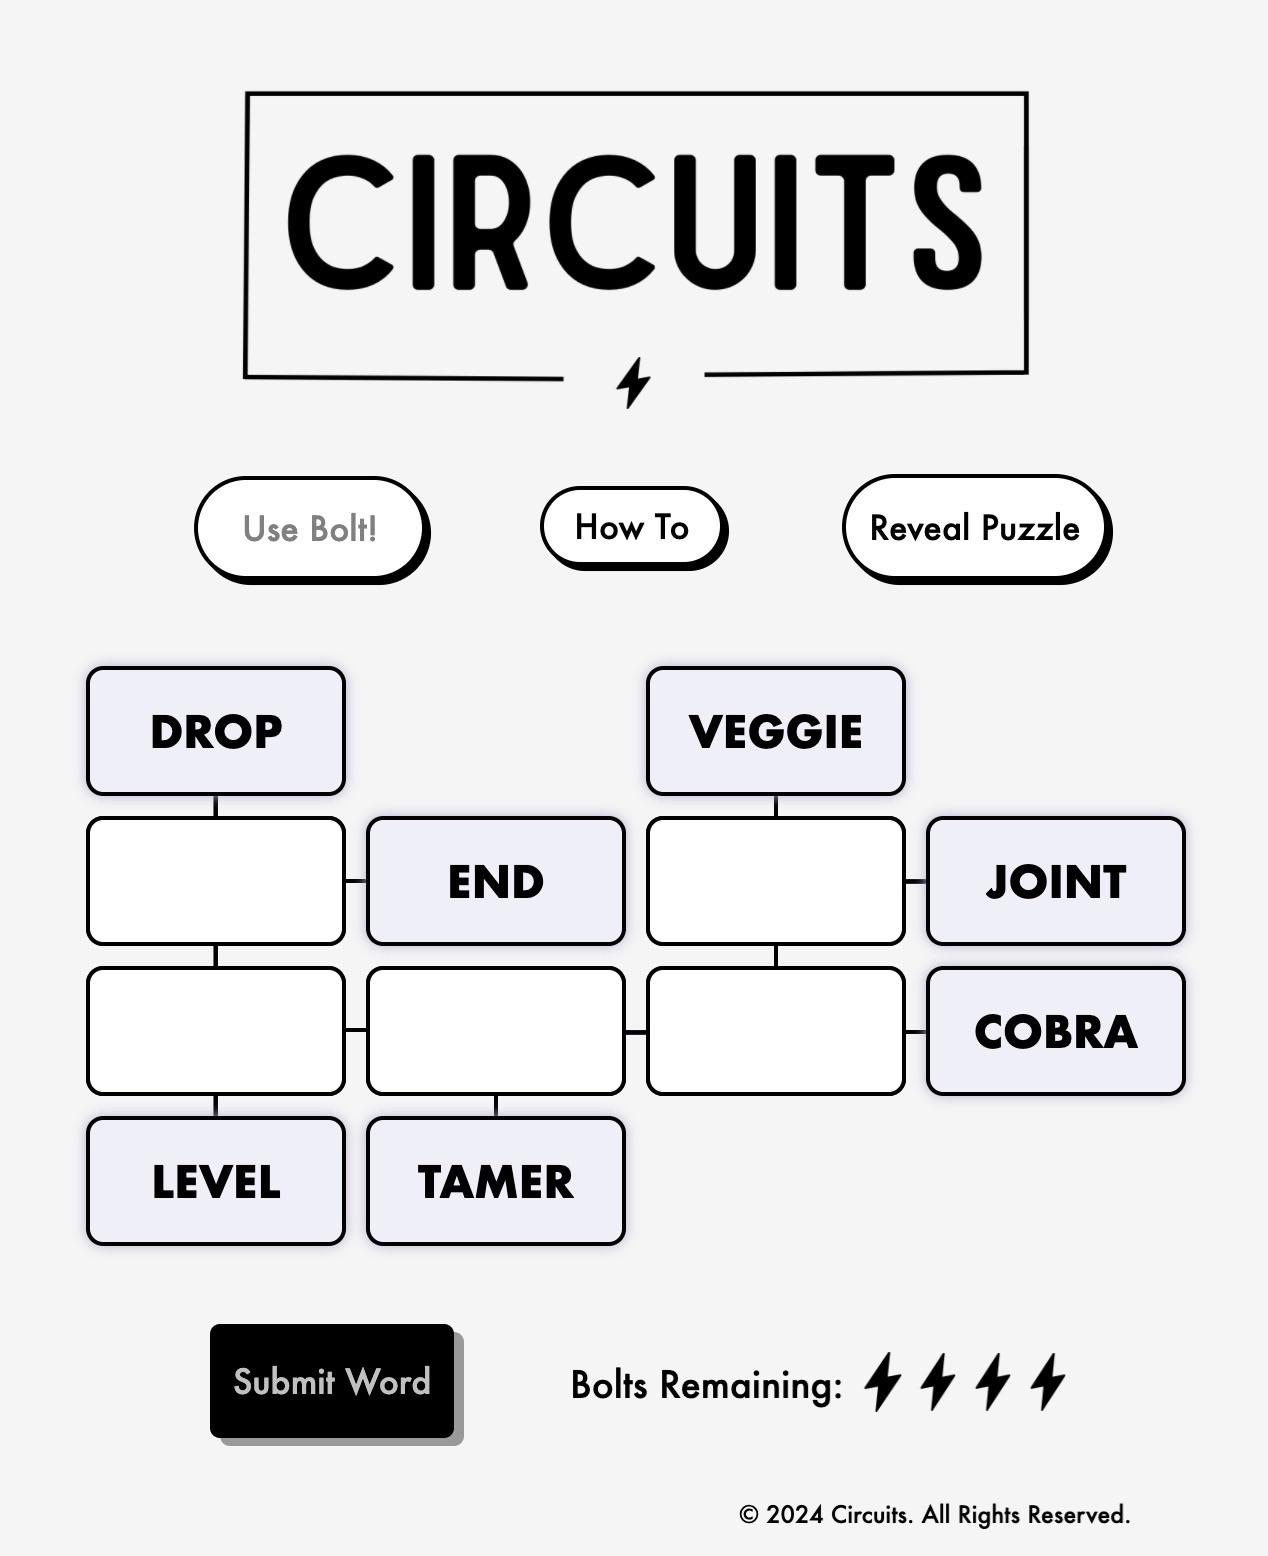 CIRCUITS
Use Bolt!
How To
Reveal Puzzle
DROP
VEGGIE
END
JOINT
COBRA
LEVEL
TAMER
Submit Word
Bolts Remaining:
© 2024 Circuits. All Rights Reserved.